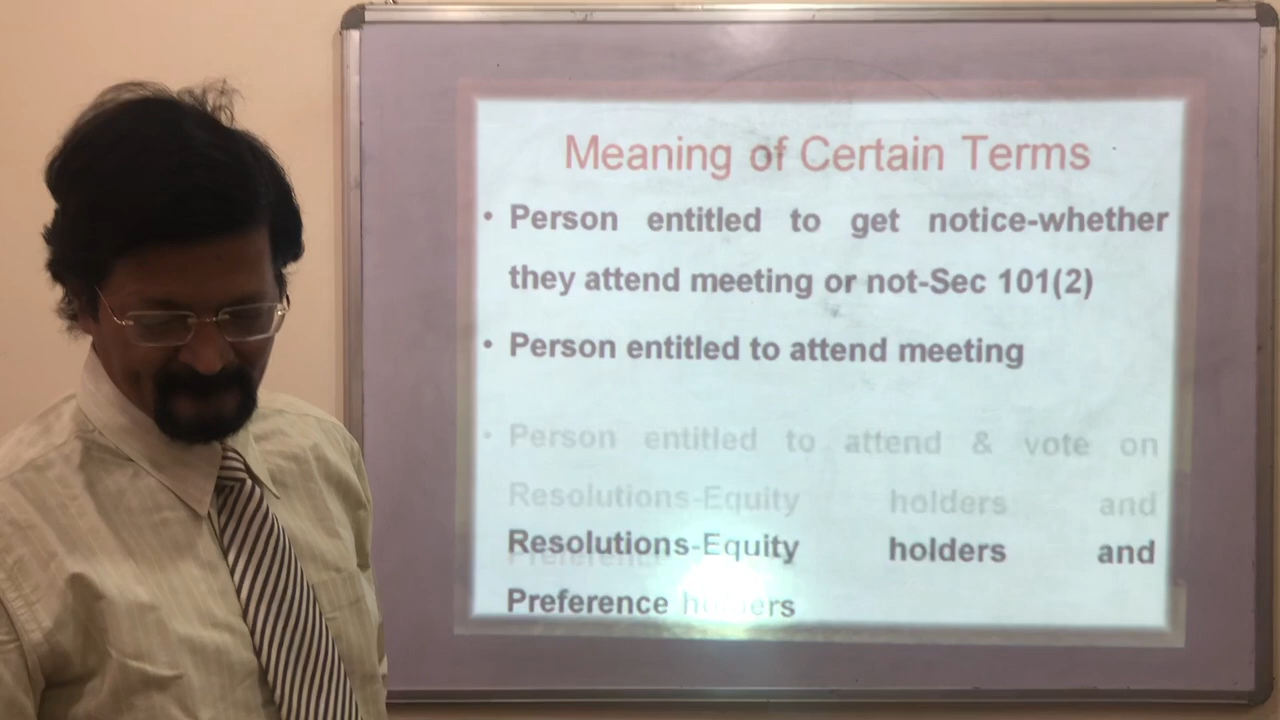 Meaning of Certain Terms
• Person entitled to get notice-whether
they attend meeting or not-Sec 101(2)
• Person entitled to attend meeting
• Person entitled to attend & vote on
Resolutions-Equity holders and
Resolutions-Equity holders and
Preference holders